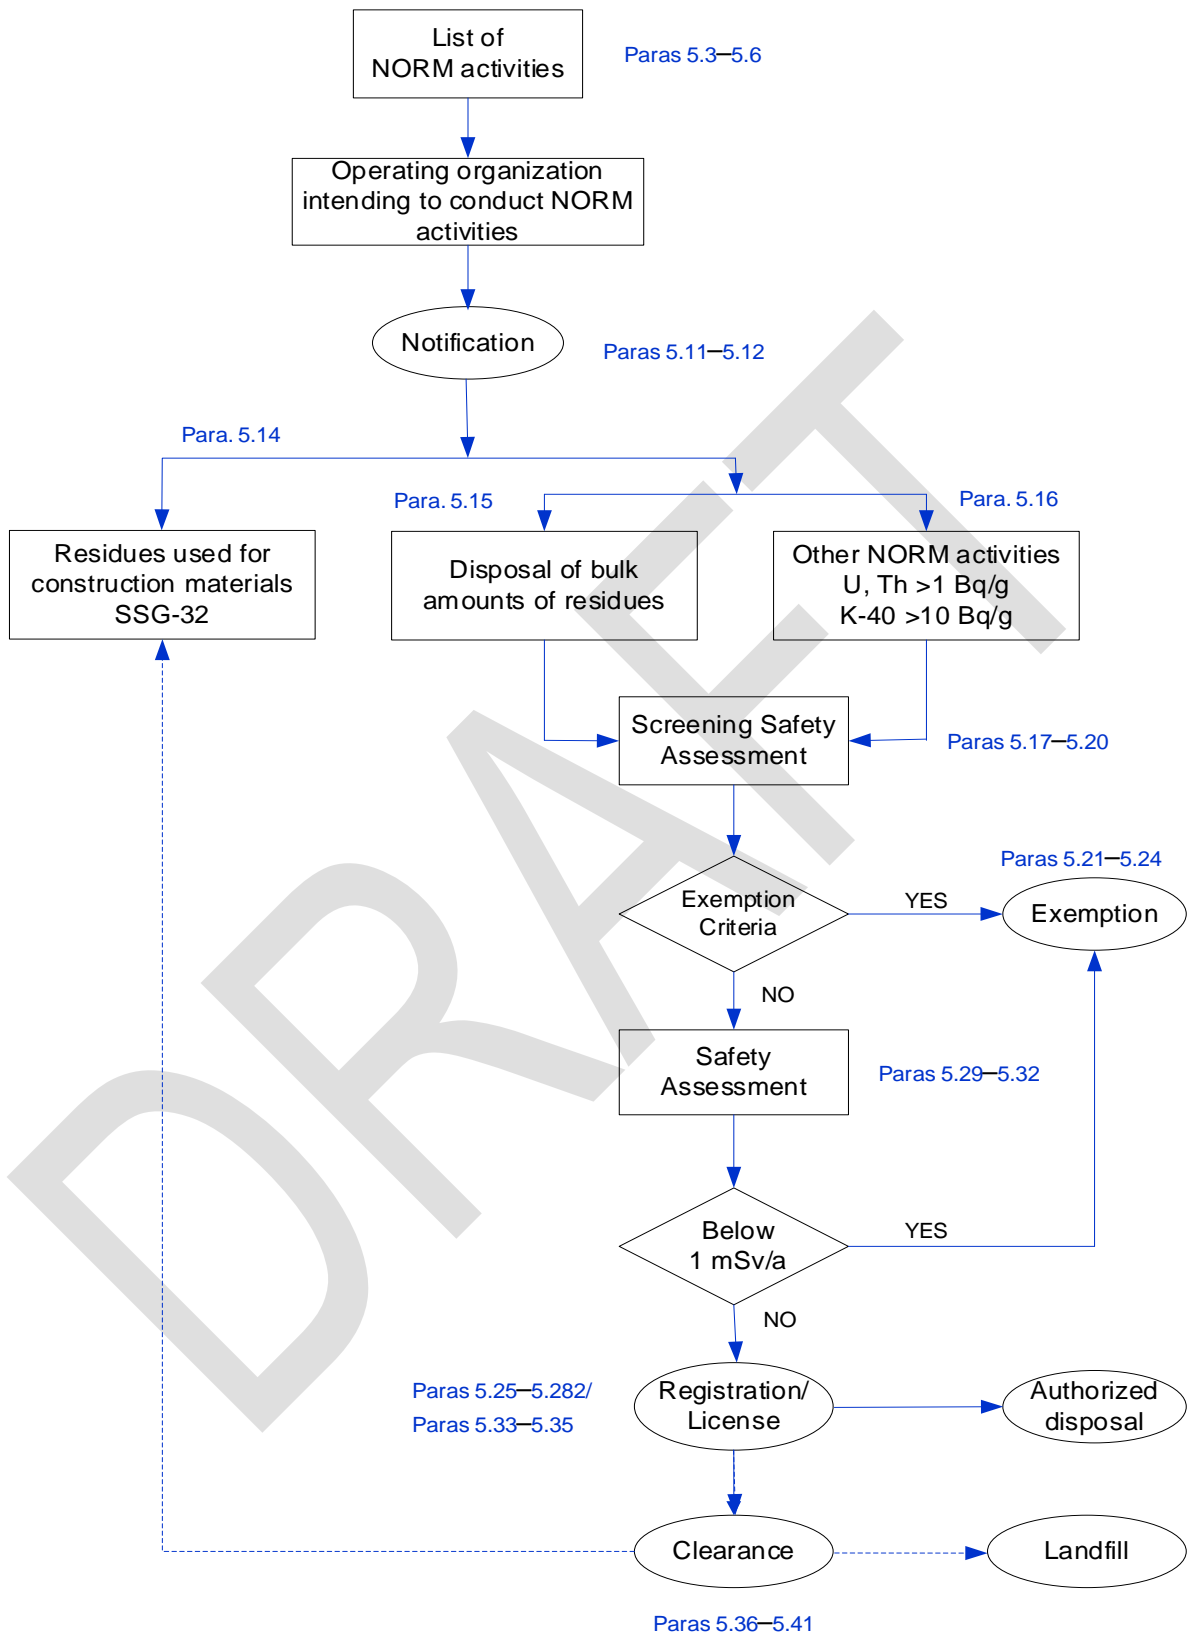 List of
NORM activities
Paras 5.3–5.6
Operating organization
intending to conduct NORM
activities
Notification
Paras 5.11–5.12
Para. 5.14
Para. 5.15
Para. 5.16
Residues used for
construction materials
SSG-32
Disposal of bulk
amounts of residues
Other NORM activities
U, Th >1 Bq/g
K-40 >10 Bq/g
Screening Safety
Assessment
Paras 5.17–5.20
Exemption
Criteria
YES
Paras 5.21–5.24
Exemption
NO
Safety
Assessment
Paras 5.29–5.32
Below
1 mSv/a
YES
NO
Paras 5.25–5.282/
Paras 5.33–5.35
Registration/
License
Authorized
disposal
Clearance
Landfill
Paras 5.36–5.41
DRAFT